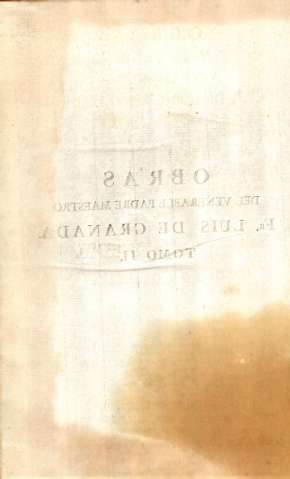 OBRAS
DEL VENERABLE PADRE MAESTRO
Fr. LUIS DE GRANADA.
TOMO II.